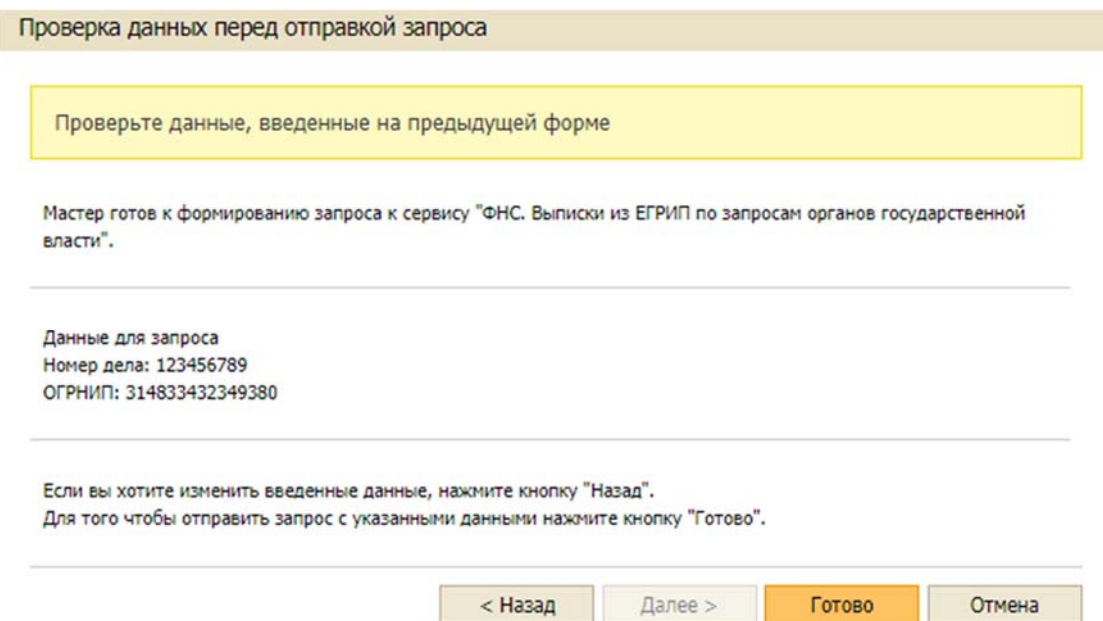 Проверка данных перед отправкой запроса
Проверьте данные, введенные на предыдущей форме
Мастер готов к формированию запроса к сервису "ФНС. Выписки из ЕГРИП по запросам органов государственной
власти".
Данные для запроса
Номер дела: 123456789
ОГРНИП: 314833432349380
Если вы хотите изменить введенные данные, нажмите кнопку "Назад".
Для того чтобы отправить запрос с указанными данными нажмите кнопку "Готово".
< Назад Далее > Готово Отмена